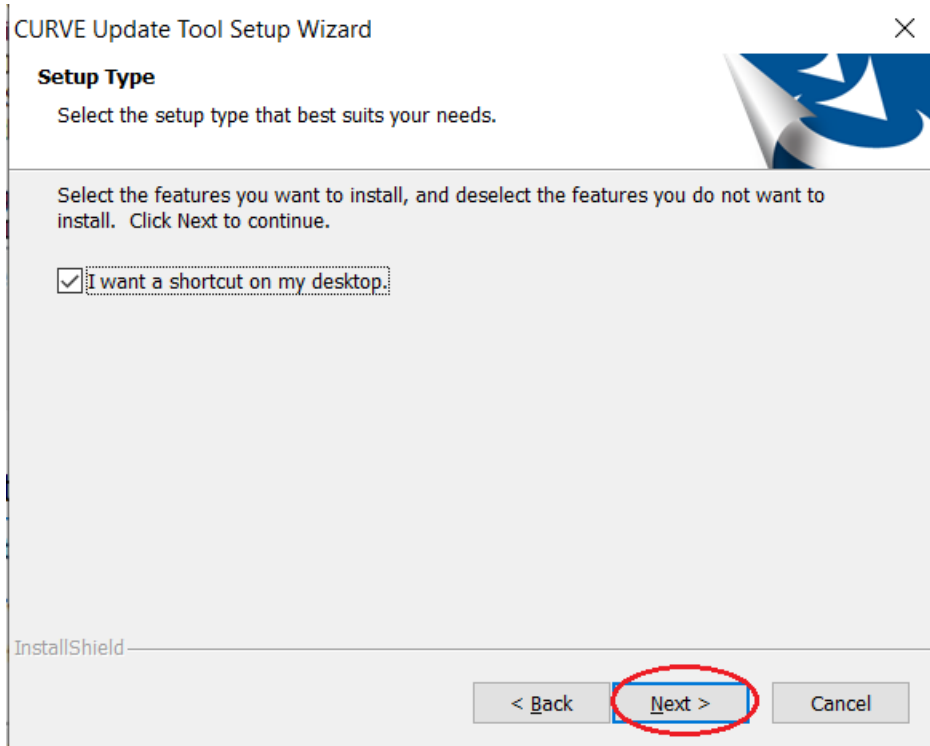 CURVE Update Tool Setup Wizard
Setup Type
Select the setup type that best suits your needs.
Select the features you want to install, and deselect the features you do not want to
install. Click Next to continue.
I want a shortcut on my desktop.
InstallShield
< Back Next > Cancel